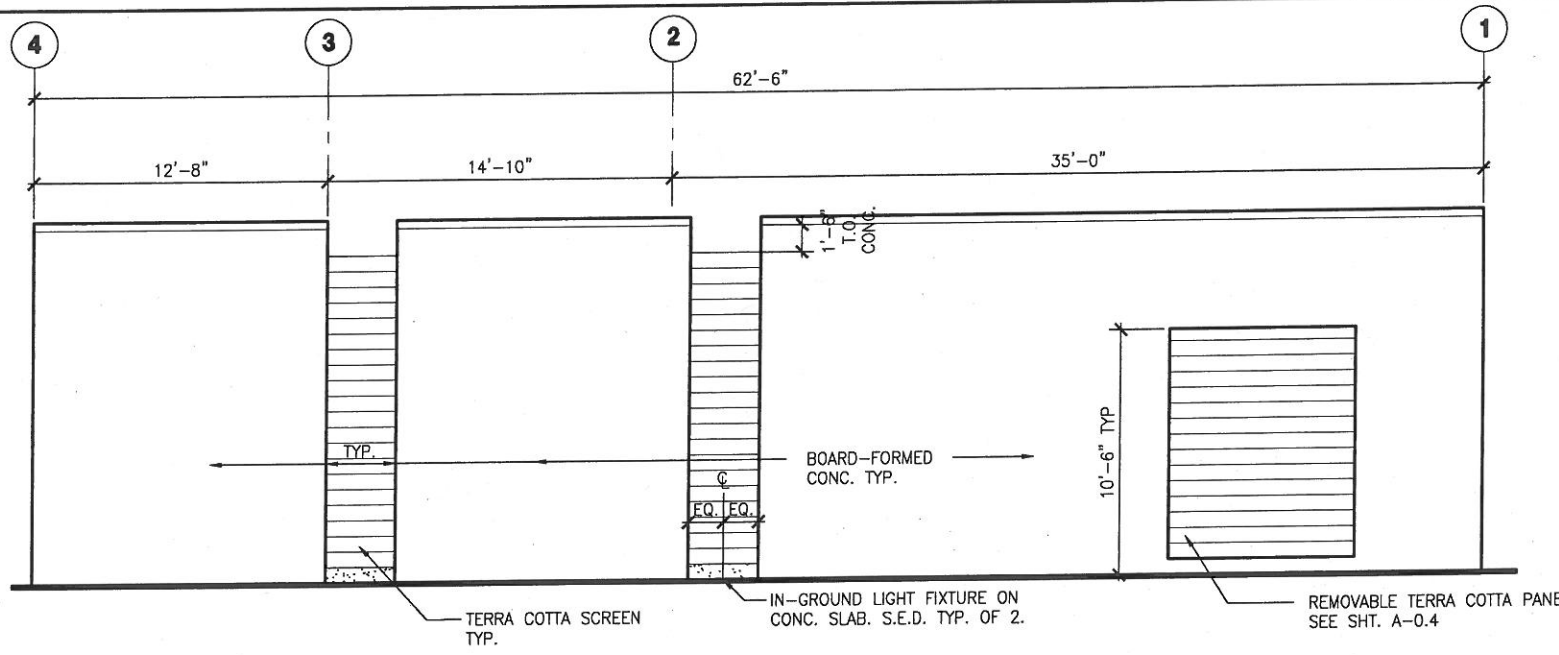 4 3 2 1
62'-6"
12'-8" 14'-10" 35'-0"
1'-6"
T.O.
CONC.
10'-6" TYP
TYP.
BOARD-FORMED
CONC. TYP.
℄
EQ. EQ.
TERRA COTTA SCREEN
TYP.
IN-GROUND LIGHT FIXTURE ON
CONC. SLAB. S.E.D. TYP. OF 2.
REMOVABLE TERRA COTTA PANE
SEE SHT. A-0.4